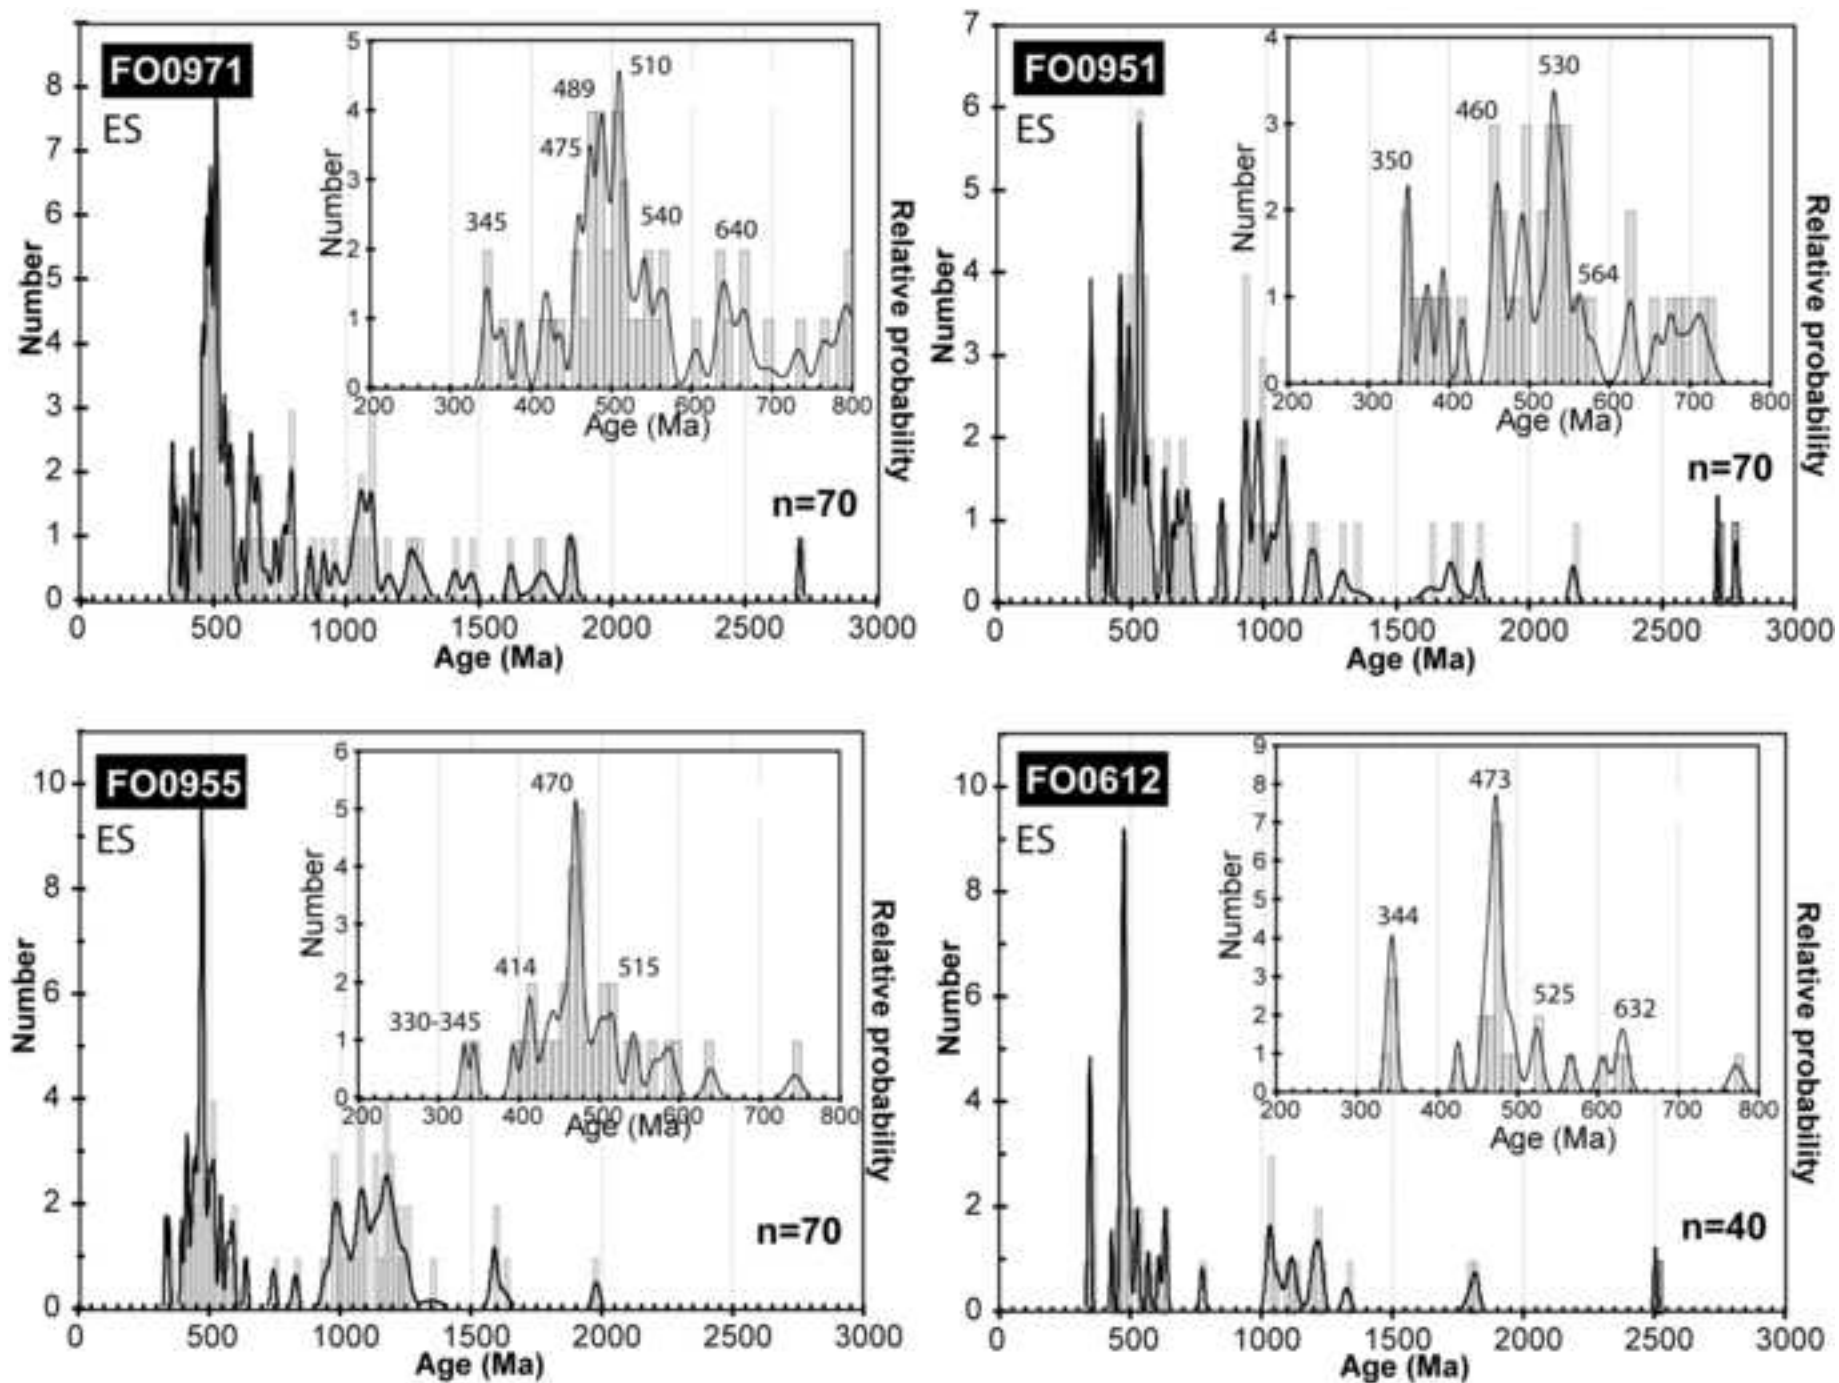 FO0971
ES
Number
8
7
6
5
4
3
2
1
0
0 500 1000 1500 2000 2500 3000
Age (Ma)
Relative probability
n=70
Number
5
4
3
2
1
0
200 300 400 500 600 700 800
Age (Ma)
345
475
489
510
540
640
FO0951
ES
Number
7
6
5
4
3
2
1
0
0 500 1000 1500 2000 2500 3000
Age (Ma)
Relative probability
n=70
Number
4
3
2
1
0
200 300 400 500 600 700 800
Age (Ma)
350
460
530
564
FO0955
ES
Number
10
8
6
4
2
0
0 500 1000 1500 2000 2500 3000
Age (Ma)
Relative probability
n=70
Number
6
5
4
3
2
1
0
200 300 400 500 600 700 800
Age (Ma)
330-345
414
470
515
FO0612
ES
Number
10
8
6
4
2
0
0 500 1000 1500 2000 2500 3000
Age (Ma)
Relative probability
n=40
Number
9
8
7
6
5
4
3
2
1
0
200 300 400 500 600 700 800
Age (Ma)
344
473
525
632